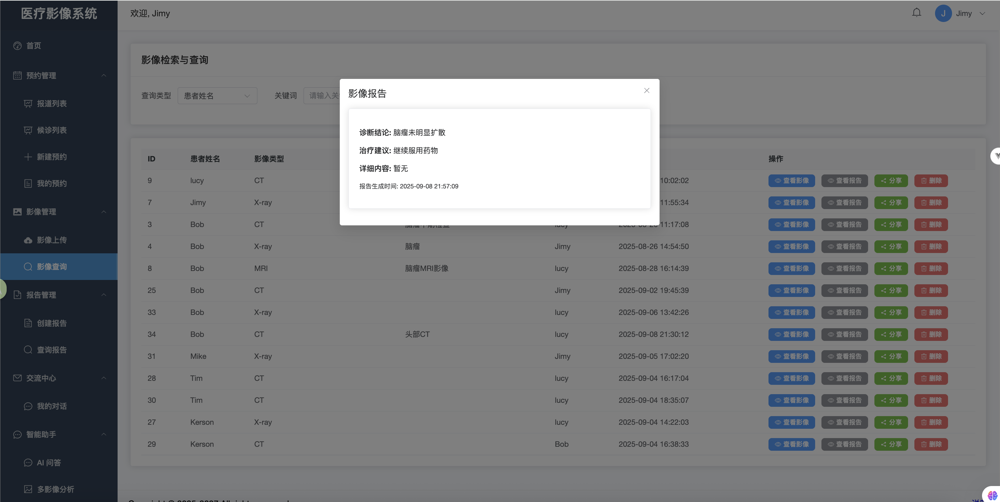 医疗影像系统
欢迎, Jimy
J
Jimy
首页
预约管理
报道列表
候诊列表
新建预约
我的预约
影像管理
影像上传
影像查询
报告管理
创建报告
查询报告
交流中心
我的对话
智能助手
AI 问答
多影像分析
影像检索与查询
查询类型 患者姓名 关键词 请输入关
影像报告
诊断结论: 脑瘤未明显扩散
治疗建议: 继续服用药物
详细内容: 暂无
报告生成时间: 2025-09-08 21:57:09
ID 患者姓名 影像类型 操作
9 lucy CT 10:02:02 查看影像 查看报告 分享 删除
7 Jimy X-ray 11:55:34 查看影像 查看报告 分享 删除
3 Bob CT 11:17:08 查看影像 查看报告 分享 删除
4 Bob X-ray 脑瘤 Jimy 2025-08-26 14:54:50 查看影像 查看报告 分享 删除
8 Bob MRI 脑瘤MRI影像 lucy 2025-08-28 16:14:39 查看影像 查看报告 分享 删除
25 Bob CT Jimy 2025-09-02 19:45:39 查看影像 查看报告 分享 删除
33 Bob X-ray lucy 2025-09-06 13:42:26 查看影像 查看报告 分享 删除
34 Bob CT 头部CT lucy 2025-09-08 21:30:12 查看影像 查看报告 分享 删除
31 Mike X-ray Jimy 2025-09-05 17:02:20 查看影像 查看报告 分享 删除
28 Tim CT lucy 2025-09-04 16:17:04 查看影像 查看报告 分享 删除
30 Tim CT lucy 2025-09-04 18:35:07 查看影像 查看报告 分享 删除
27 Kerson X-ray lucy 2025-09-04 14:22:03 查看影像 查看报告 分享 删除
29 Kerson CT Bob 2025-09-04 16:38:33 查看影像 查看报告 分享 删除